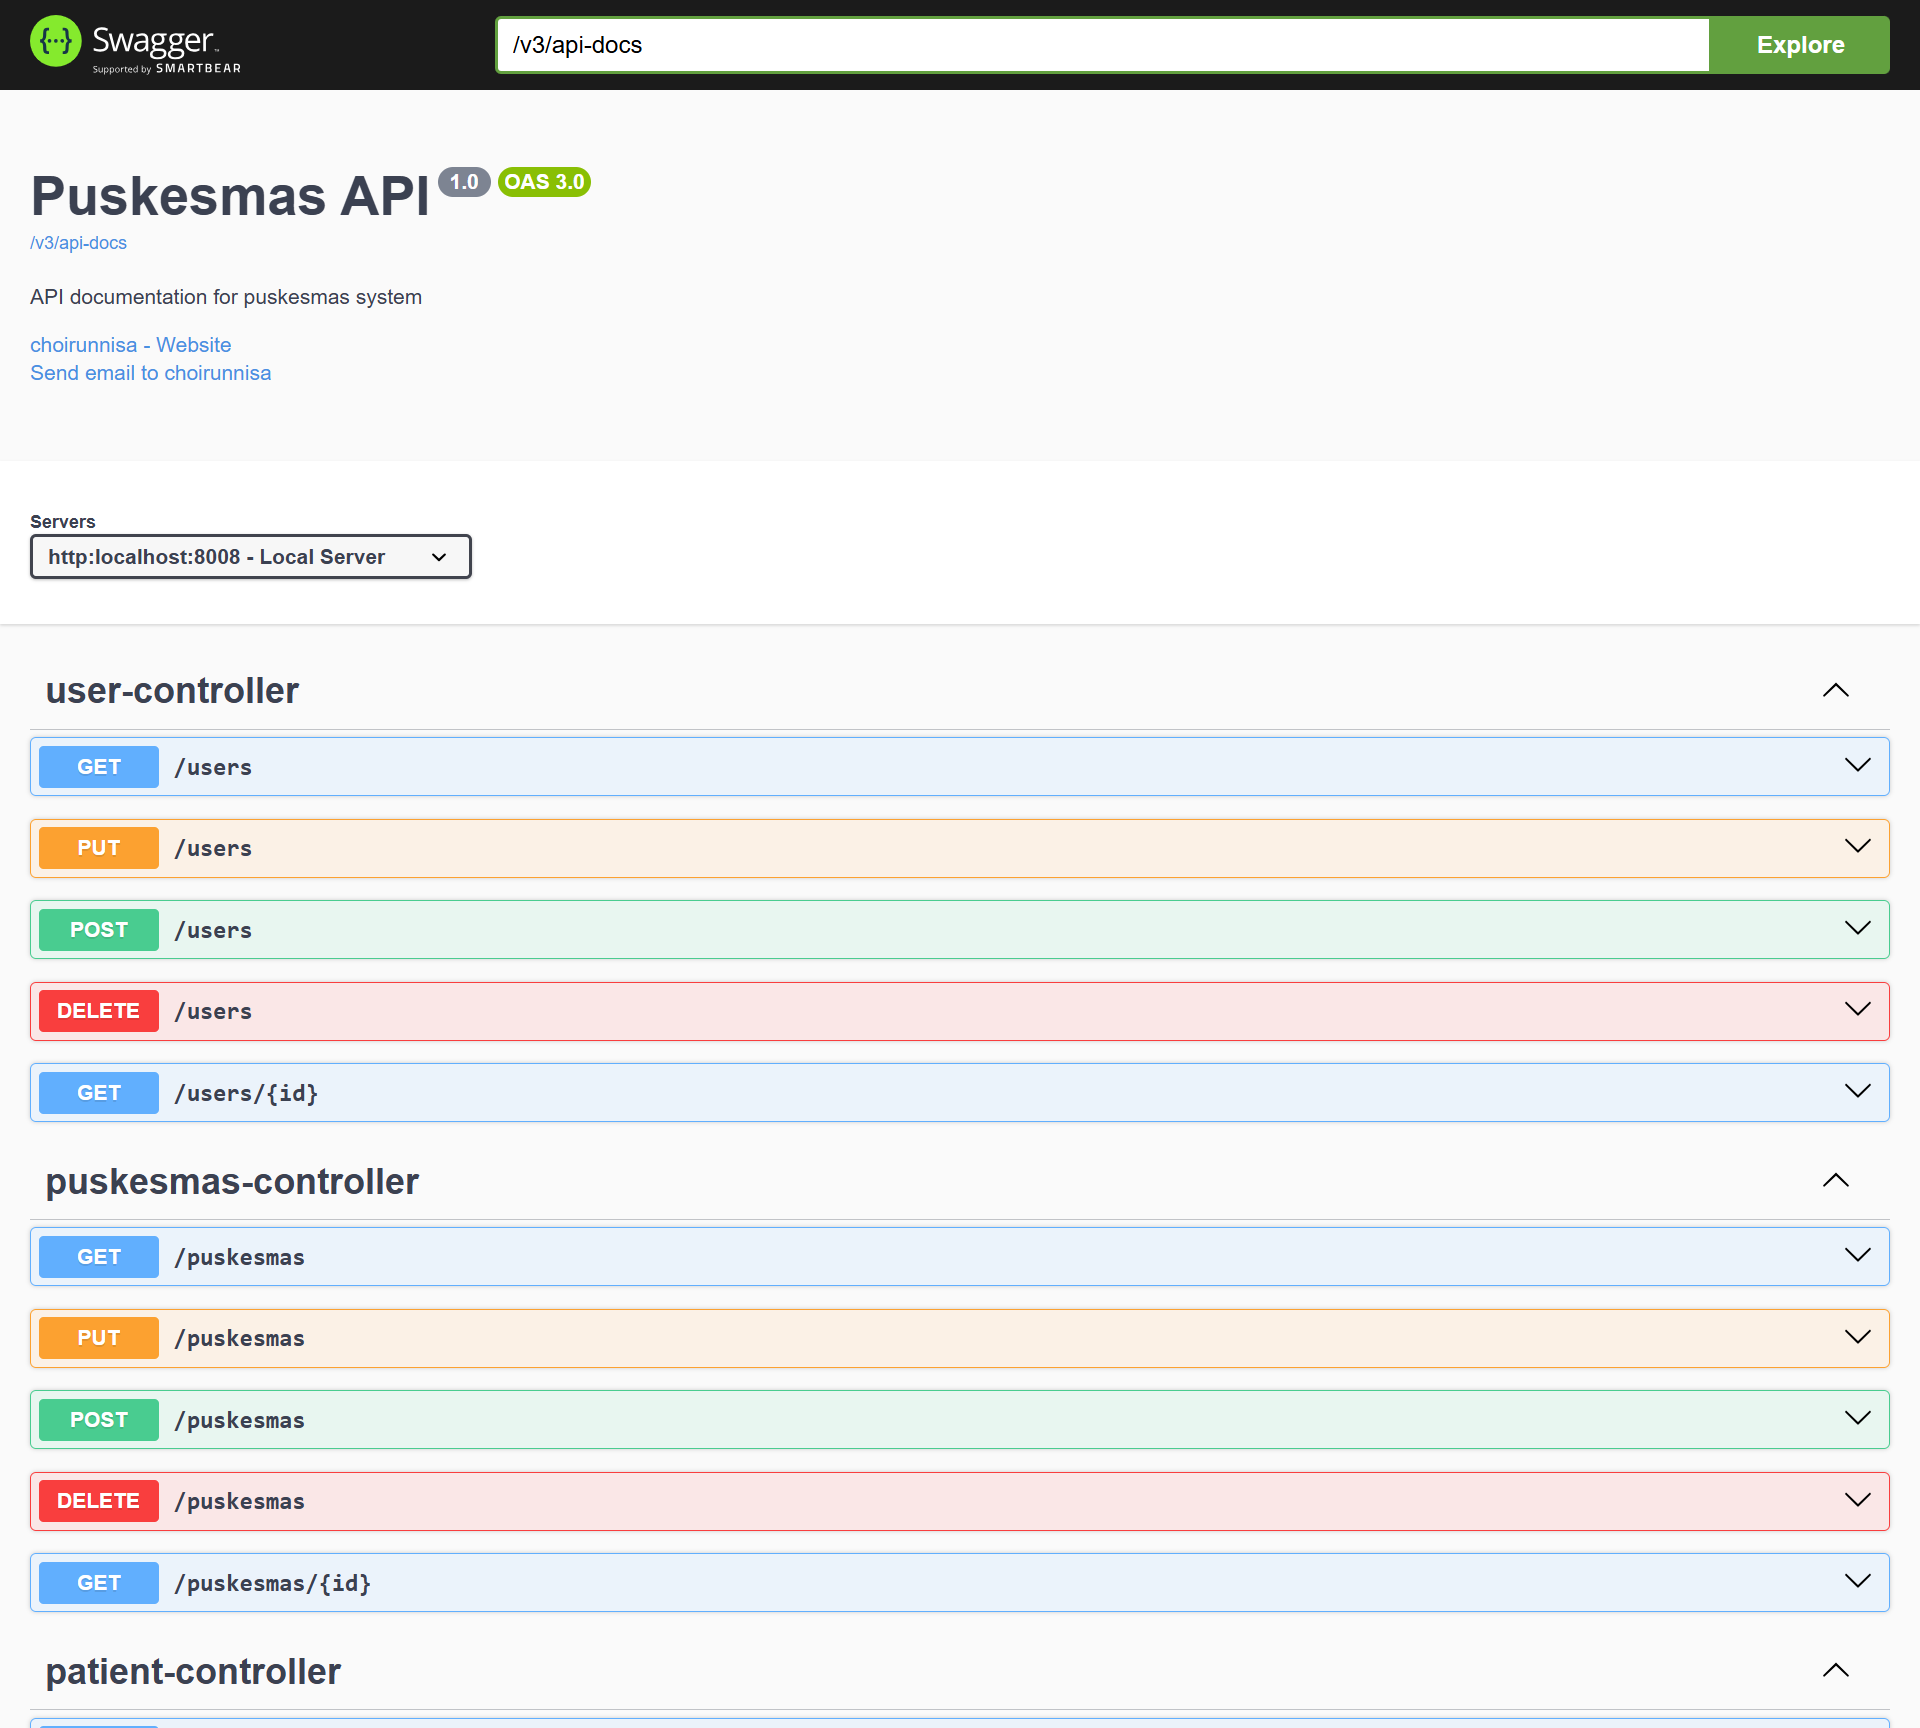 Swagger
Supported by SMARTBEAR
/v3/api-docs
Explore
Puskesmas API 1.0 OAS 3.0
/v3/api-docs
API documentation for puskesmas system
choirunnisa - Website
Send email to choirunnisa
Servers
http:localhost:8008 - Local Server
user-controller
GET /users
PUT /users
POST /users
DELETE /users
GET /users/{id}
puskesmas-controller
GET /puskesmas
PUT /puskesmas
POST /puskesmas
DELETE /puskesmas
GET /puskesmas/{id}
patient-controller